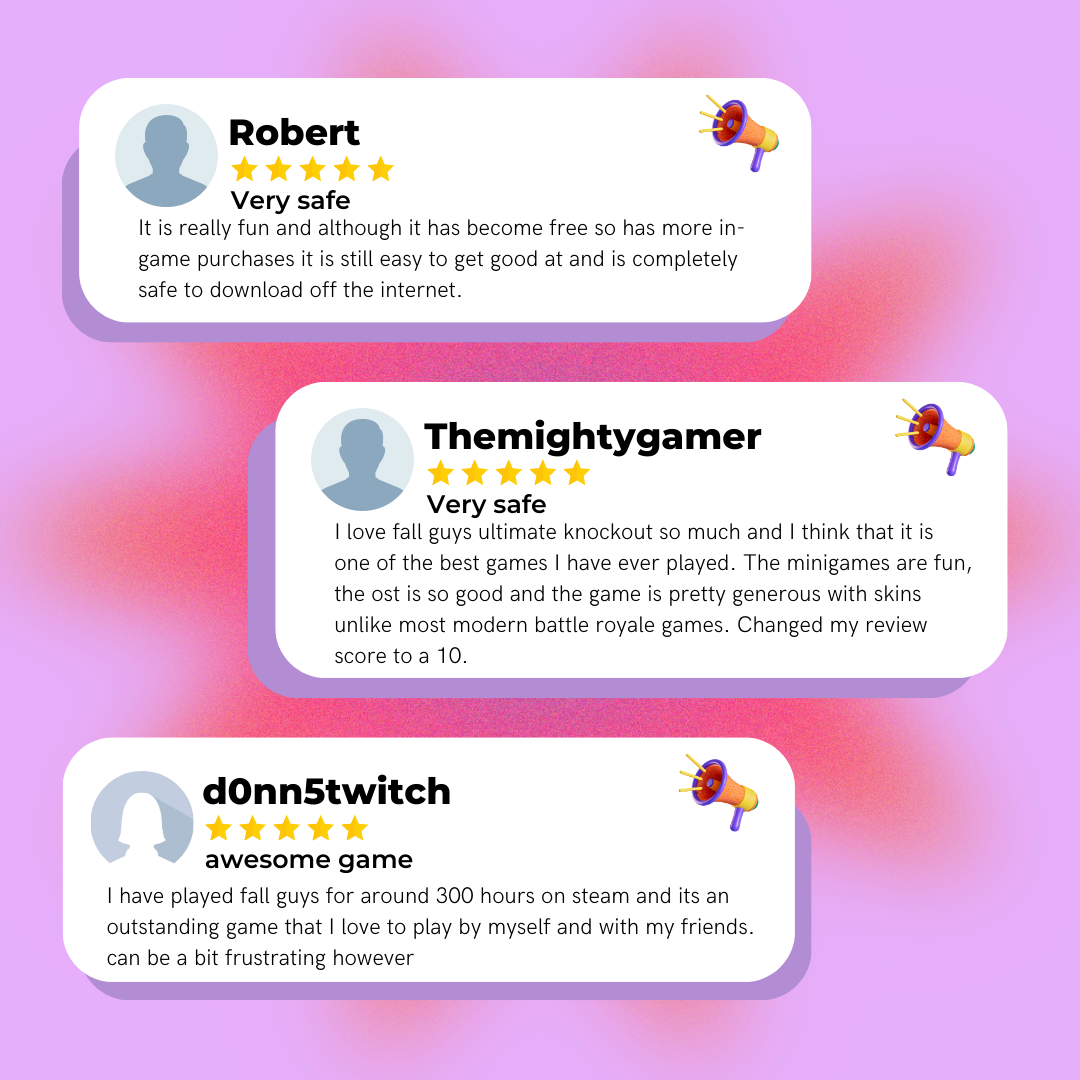 Robert
Very safe
It is really fun and although it has become free so has more in-
game purchases it is still easy to get good at and is completely
safe to download off the internet.
Themightygamer
Very safe
I love fall guys ultimate knockout so much and I think that it is
one of the best games I have ever played. The minigames are fun,
the ost is so good and the game is pretty generous with skins
unlike most modern battle royale games. Changed my review
score to a 10.
d0nn5twitch
awesome game
I have played fall guys for around 300 hours on steam and its an
outstanding game that I love to play by myself and with my friends.
can be a bit frustrating however